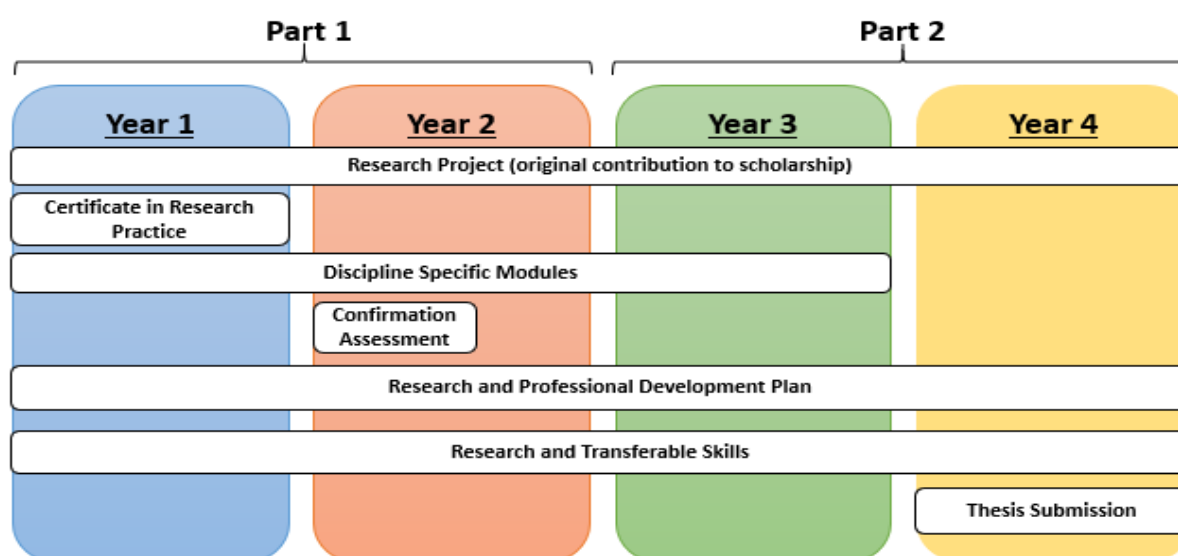 Part 1
Part 2
Year 1
Year 2
Year 3
Year 4
Research Project (original contribution to scholarship)
Certificate in Research
Practice
Discipline Specific Modules
Confirmation
Assessment
Research and Professional Development Plan
Research and Transferable Skills
Thesis Submission